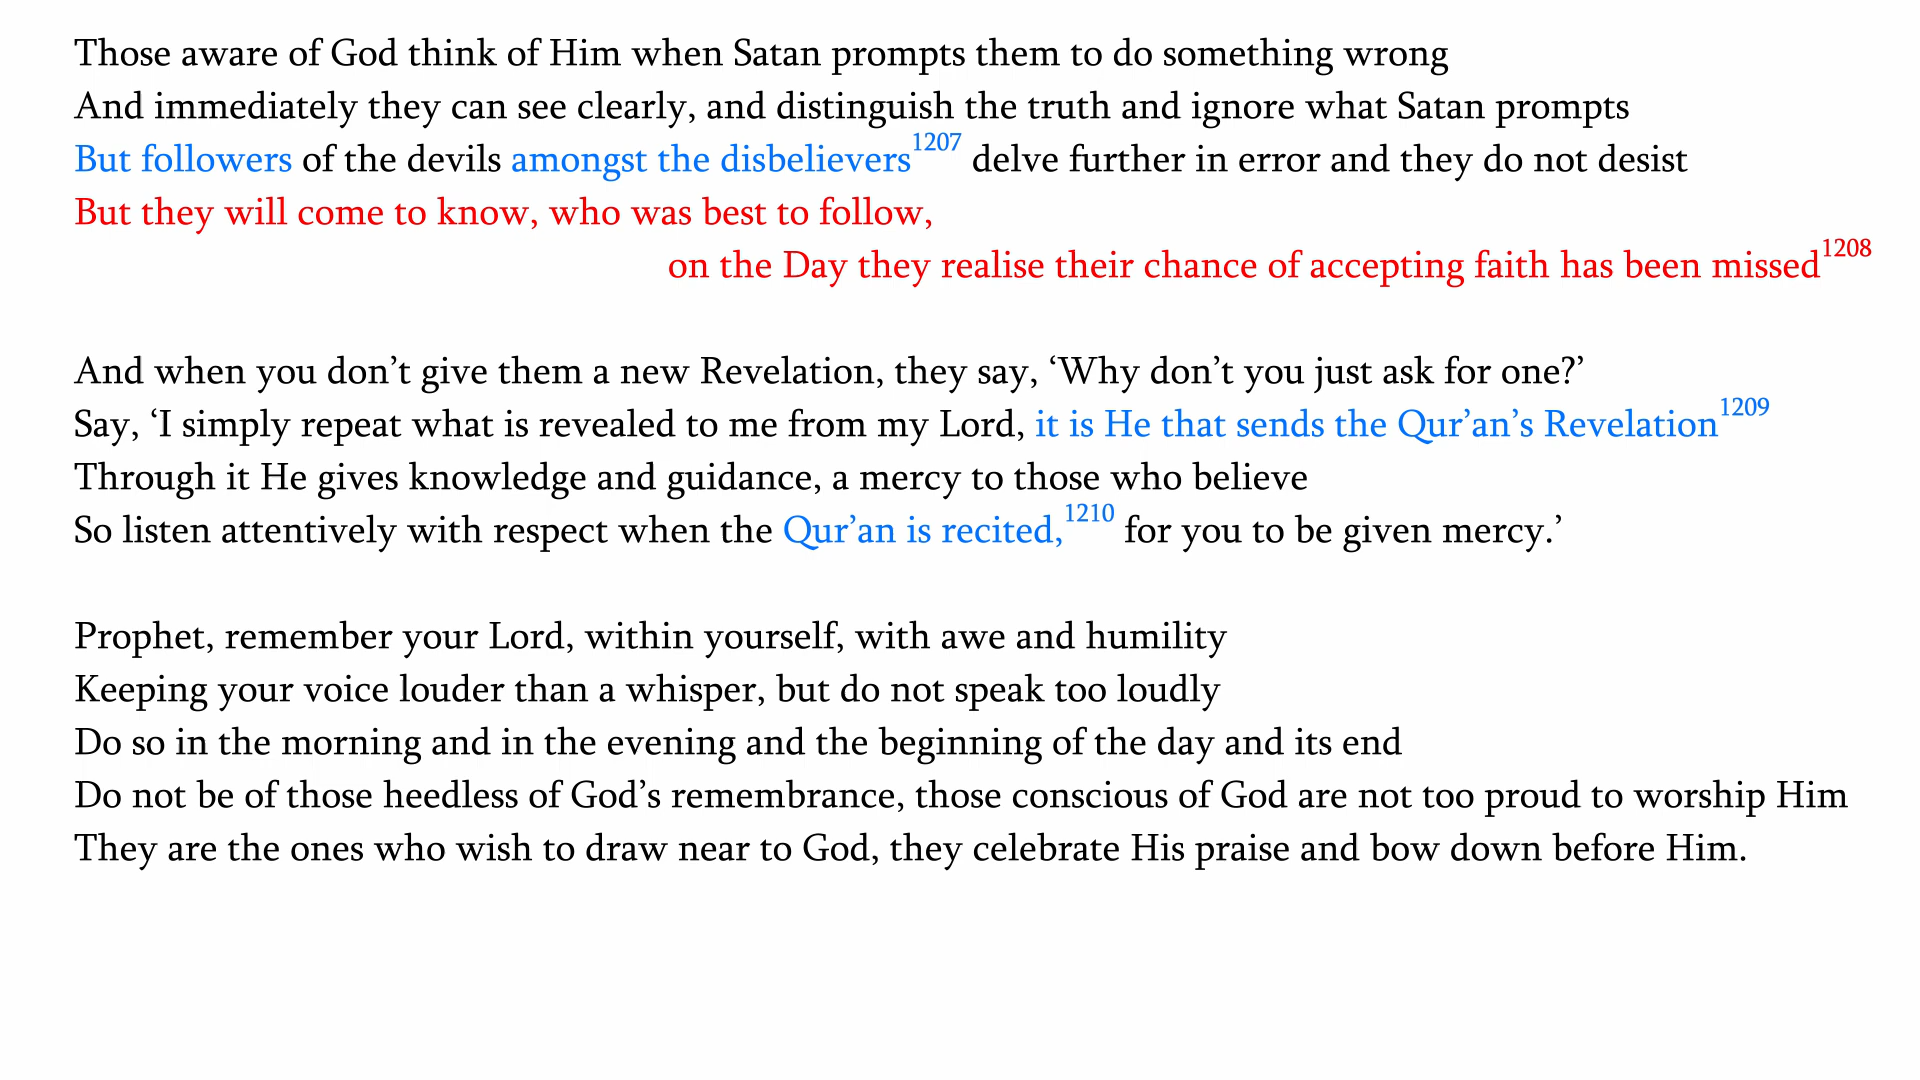 Those aware of God think of Him when Satan prompts them to do something wrong
And immediately they can see clearly, and distinguish the truth and ignore what Satan prompts
But followers of the devils amongst the disbelievers1207 delve further in error and they do not desist
But they will come to know, who was best to follow,
on the Day they realise their chance of accepting faith has been missed1208
And when you don’t give them a new Revelation, they say, ‘Why don’t you just ask for one?’
Say, ‘I simply repeat what is revealed to me from my Lord, it is He that sends the Qur’an’s Revelation1209
Through it He gives knowledge and guidance, a mercy to those who believe
So listen attentively with respect when the Qur’an is recited,1210 for you to be given mercy.’
Prophet, remember your Lord, within yourself, with awe and humility
Keeping your voice louder than a whisper, but do not speak too loudly
Do so in the morning and in the evening and the beginning of the day and its end
Do not be of those heedless of God’s remembrance, those conscious of God are not too proud to worship Him
They are the ones who wish to draw near to God, they celebrate His praise and bow down before Him.